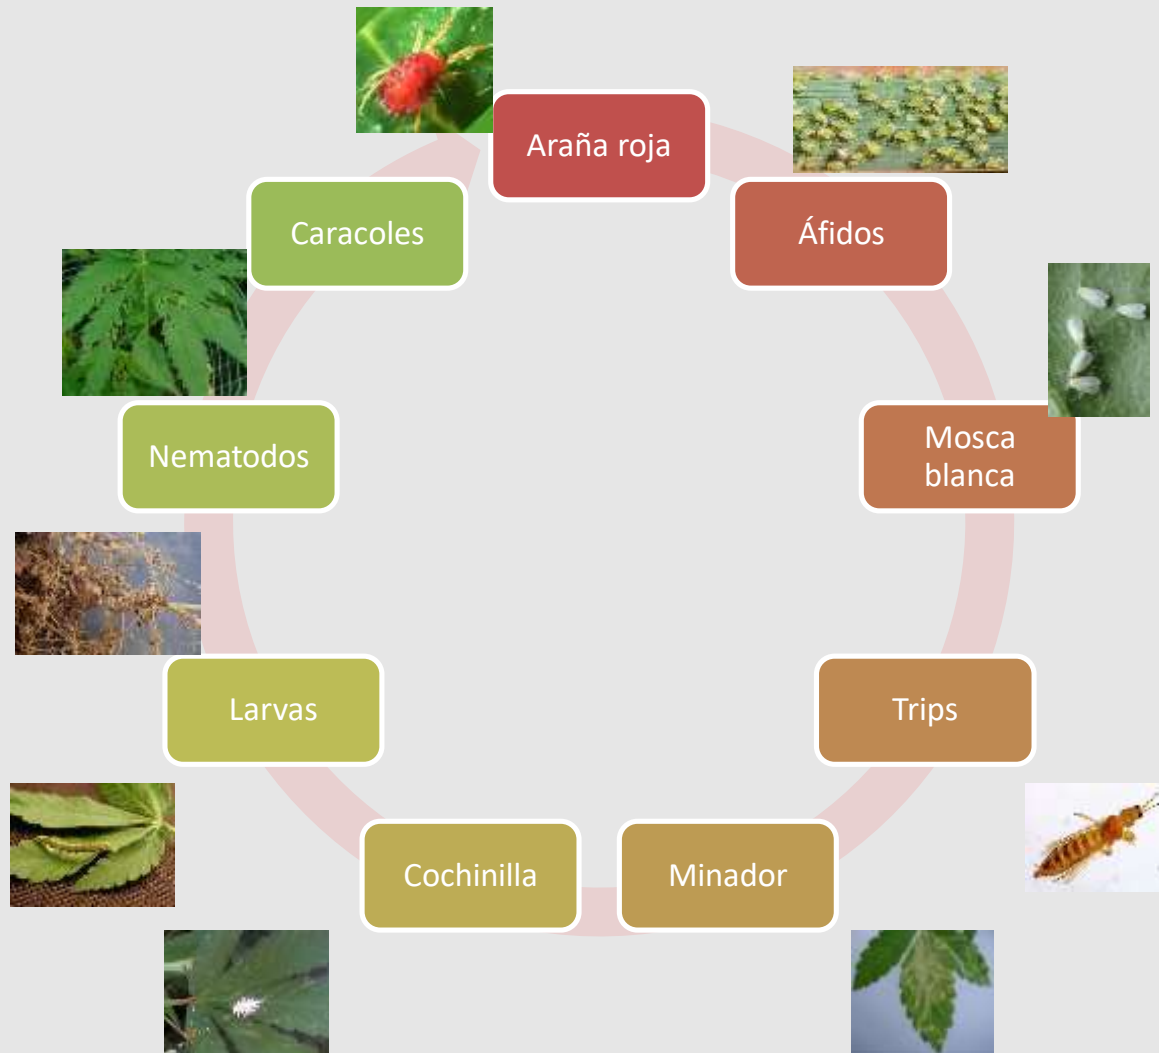 Araña roja
Áfidos
Mosca
blanca
Trips
Minador
Cochinilla
Larvas
Nematodos
Caracoles